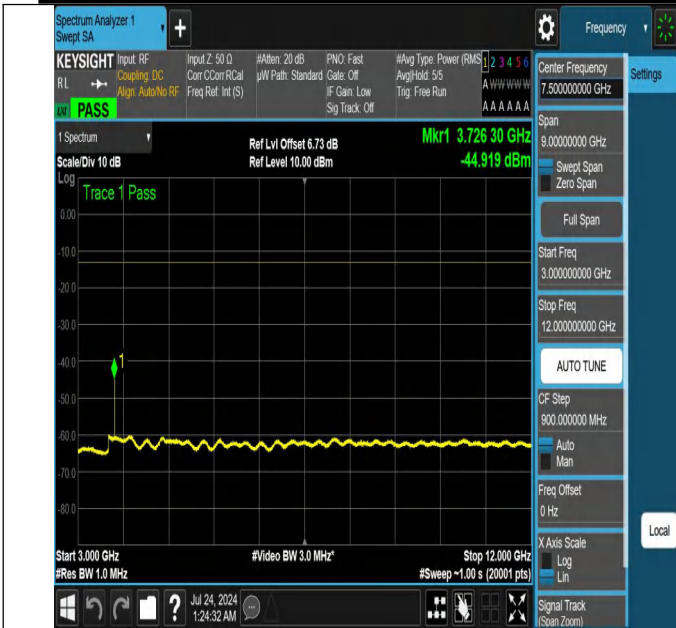 Spectrum Analyzer 1
Swept SA
+
Frequency
KEYSIGHT
RL
PASS
Input: RF
Coupling: DC
Align: Auto/No RF
Input Z: 50 Ω
Corr CCorr RCal
Freq Ref: Int (S)
#Atten: 20 dB
µW Path: Standard
PNO: Fast
Gate: Off
IF Gain: Low
Sig Track: Off
#Avg Type: Power (RMS
Avg|Hold: 5/5
Trig: Free Run
1 2 3 4 5 6
A W W W W W
A A A A A A
1 Spectrum
Scale/Div 10 dB
Log
Ref Lvl Offset 6.73 dB
Ref Level 10.00 dBm
Mkr1 3.726 30 GHz
-44.919 dBm
Trace 1 Pass
0.00
-10.0
-20.0
-30.0
-40.0
1
-50.0
-60.0
-70.0
-80.0
Start 3.000 GHz
#Res BW 1.0 MHz
#Video BW 3.0 MHz*
Stop 12.000 GHz
#Sweep ~1.00 s (20001 pts)
?
Jul 24, 2024
1:24:32 AM
Center Frequency
7.500000000 GHz
Settings
Span
9.00000000 GHz
Swept Span
Zero Span
Full Span
Start Freq
3.000000000 GHz
Stop Freq
12.000000000 GHz
AUTO TUNE
CF Step
900.000000 MHz
Auto
Man
Freq Offset
0 Hz
X Axis Scale
Log
Lin
Local
Signal Track
(Span Zoom)